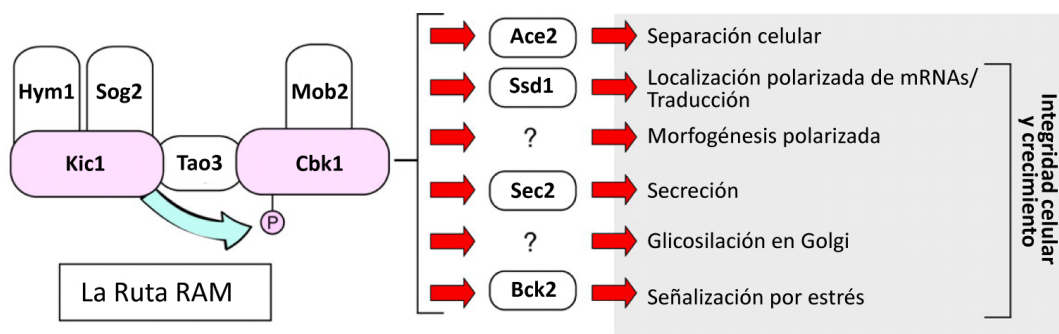 Hym1
Sog2
Mob2
Kic1
Tao3
Cbk1
P
La Ruta RAM
Ace2
Separación celular
Ssd1
Localización polarizada de mRNAs/
Traducción
?
Morfogénesis polarizada
Sec2
Secreción
?
Glicosilación en Golgi
Bck2
Señalización por estrés
Integridad celular
y crecimiento